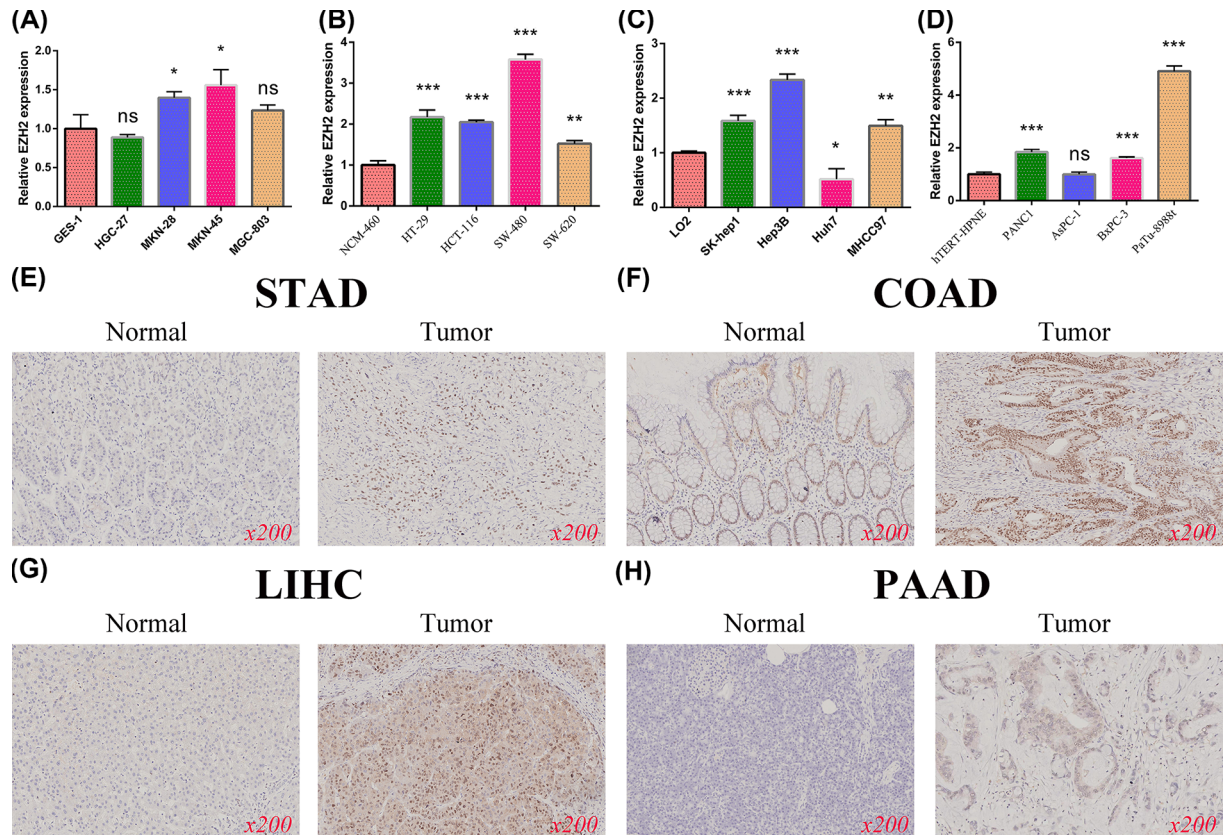 (A)
Relative EZH2 expression
2.0
1.5
1.0
0.5
0.0
ns
*
*
ns
GES-1
HGC-27
MKN-28
MKN-45
MGC-803
(B)
Relative EZH2 expression
4
3
2
1
0
***
***
***
**
NCM-460
HT-29
HCT-116
SW-480
SW-620
(C)
Relative EZH2 expression
3
2
1
0
***
***
*
**
LO2
SK-hep1
Hep3B
Huh7
MHCC97
(D)
Relative EZH2 expression
6
4
2
0
***
ns
***
***
hTERT-HPNE
PANC1
AsPC-1
BxPC-3
PaTu-8988t
(E)
STAD
Normal
Tumor
x200
x200
(F)
COAD
Normal
Tumor
x200
x200
(G)
LIHC
Normal
Tumor
x200
x200
(H)
PAAD
Normal
Tumor
x200
x200